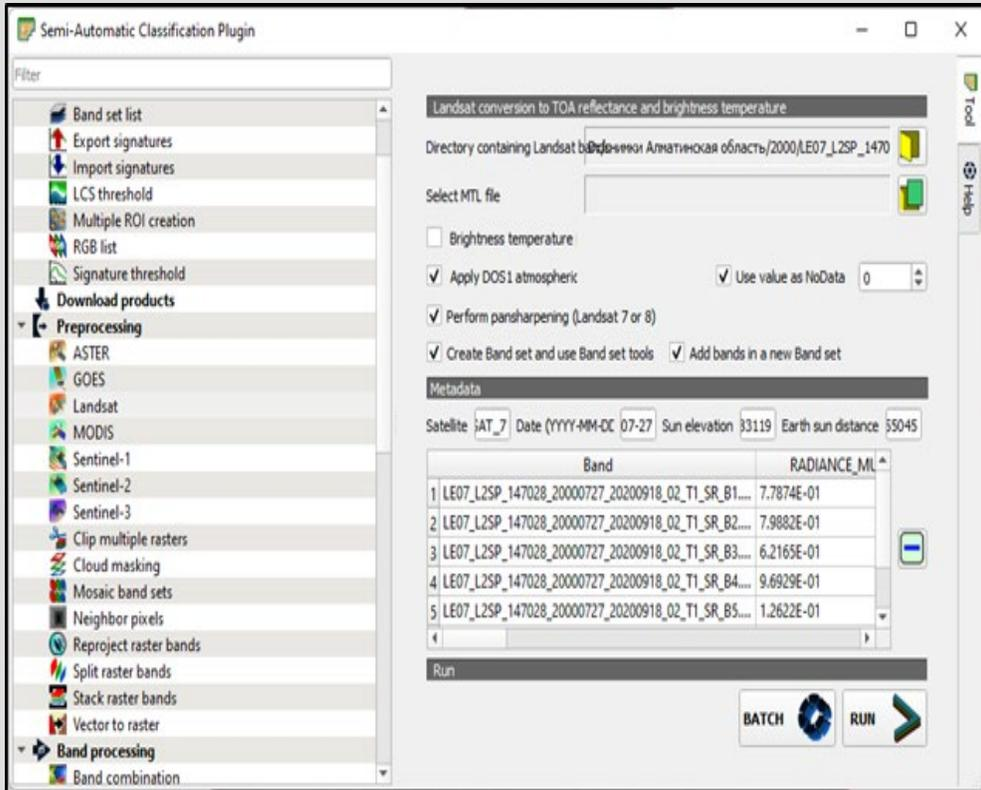 Semi-Automatic Classification Plugin
Filter
Band set list
Export signatures
Import signatures
LCS threshold
Multiple ROI creation
RGB list
Signature threshold
Download products
Preprocessing
ASTER
GOES
Landsat
MODIS
Sentinel-1
Sentinel-2
Sentinel-3
Clip multiple rasters
Cloud masking
Mosaic band sets
Neighbor pixels
Reproject raster bands
Split raster bands
Stack raster bands
Vector to raster
Band processing
Band combination
Landsat conversion to TOA reflectance and brightness temperature
Directory containing Landsat Алматинская область/2000/LE07_L2SP_1470
Select MTL file
Brightness temperature
Apply DOS1 atmospheric
Use value as NoData 0
Perform pansharpening (Landsat 7 or 8)
Create Band set and use Band set tools Add bands in a new Band set
Metadata
Satellite SAT_7 Date (YYYY-MM-DD 07-27 Sun elevation 33119 Earth sun distance 55045
Band RADIANCE_MU
1 LE07_L2SP_147028_20000727_20200918_02_T1_SR_B1.... 7.7874E-01
2 LE07_L2SP_147028_20000727_20200918_02_T1_SR_B2.... 7.9882E-01
3 LE07_L2SP_147028_20000727_20200918_02_T1_SR_B3.... 6.2165E-01
4 LE07_L2SP_147028_20000727_20200918_02_T1_SR_B4.... 9.6929E-01
5 LE07_L2SP_147028_20000727_20200918_02_T1_SR_B5.... 1.2622E-01
Run
BATCH RUN
Tool
Help